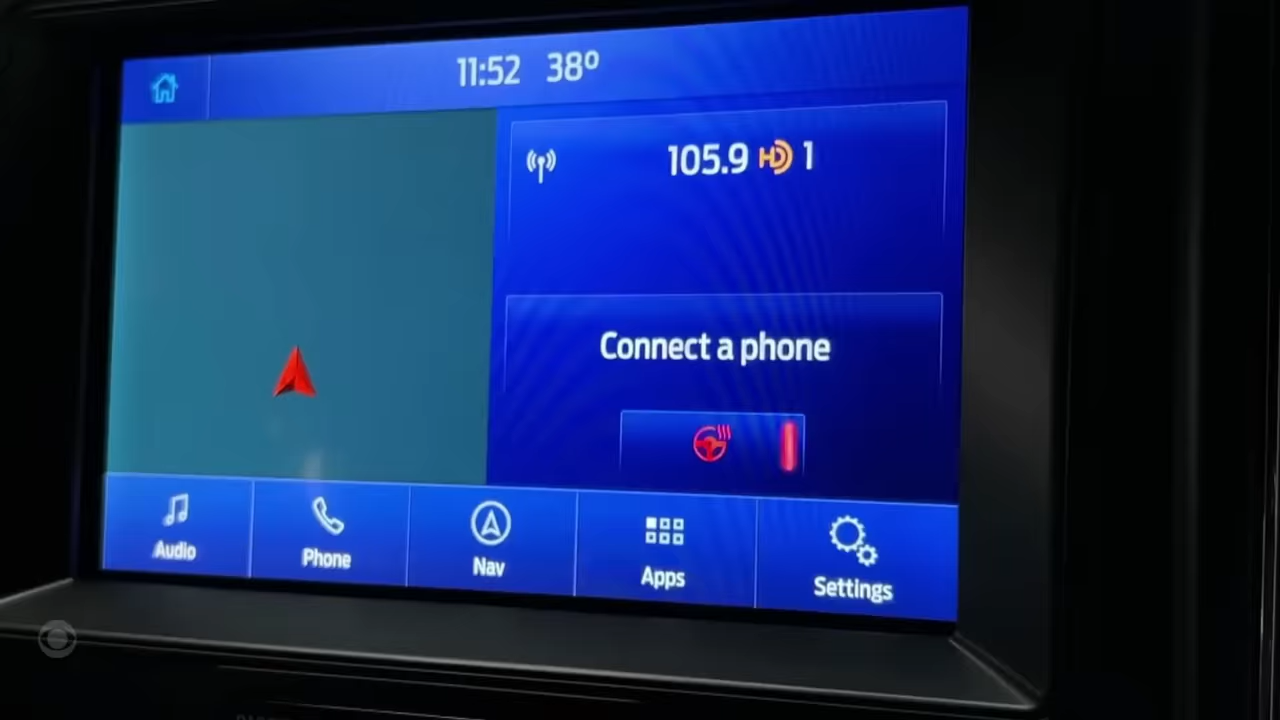 11:52 38°
105.9 HD 1
Connect a phone
Audio
Phone
Nav
Apps
Settings